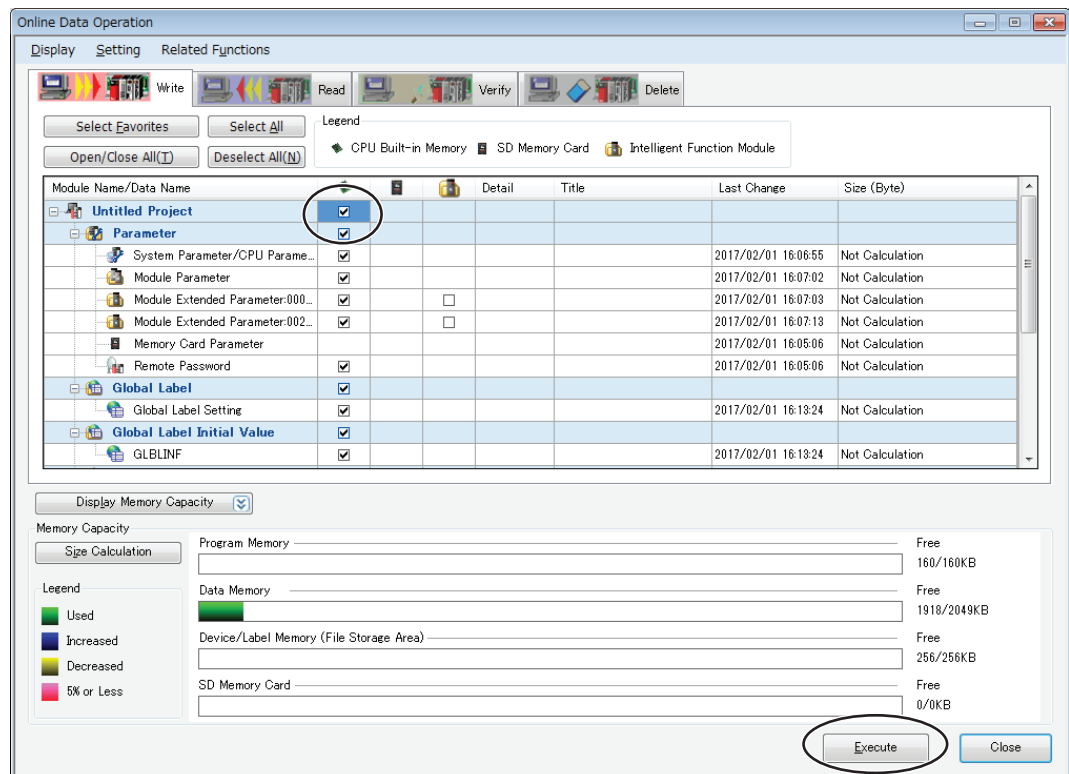 Online Data Operation
Display Setting Related Functions
Write Read Verify Delete
Select Favorites Select All Legend
CPU Built-in Memory SD Memory Card Intelligent Function Module
Open/Close All(T) Deselect All(N)
Module Name/Data Name Detail Title Last Change Size (Byte)
Untitled Project
Parameter
System Parameter/CPU Parame... 2017/02/01 16:06:55 Not Calculation
Module Parameter 2017/02/01 16:07:02 Not Calculation
Module Extended Parameter:000... 2017/02/01 16:07:03 Not Calculation
Module Extended Parameter:002... 2017/02/01 16:07:13 Not Calculation
Memory Card Parameter 2017/02/01 16:05:06 Not Calculation
Remote Password 2017/02/01 16:05:06 Not Calculation
Global Label
Global Label Setting 2017/02/01 16:13:24 Not Calculation
Global Label Initial Value
GLBLINF 2017/02/01 16:13:24 Not Calculation
Display Memory Capacity
Memory Capacity
Size Calculation
Program Memory Free
160/160KB
Legend
Used
Increased
Decreased
5% or Less
Data Memory Free
1918/2049KB
Device/Label Memory (File Storage Area) Free
256/256KB
SD Memory Card Free
0/0KB
Execute Close